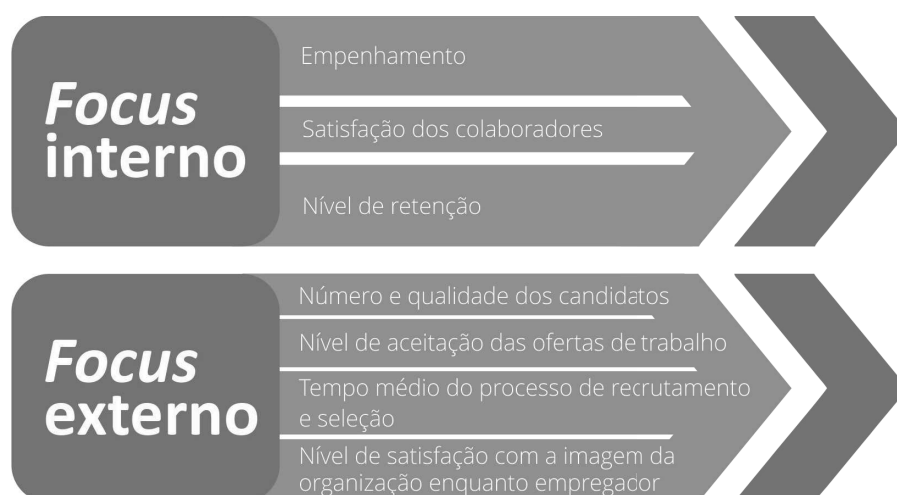 Focus
interno
Empenhamento
Satisfação dos colaboradores
Nível de retenção
Focus
externo
Número e qualidade dos candidatos
Nível de aceitação das ofertas de trabalho
Tempo médio do processo de recrutamento
e seleção
Nível de satisfação com a imagem da
organização enquanto empregador